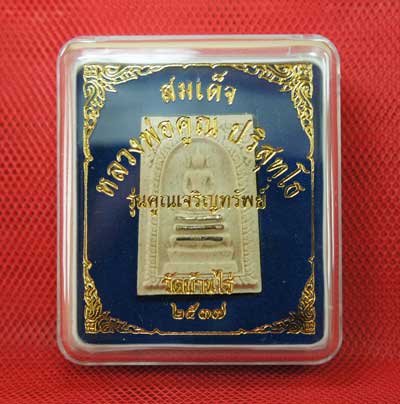 สมเด็จ
หลวงพ่อคูณ ปริสุทฺโธ
รุ่นคูณเจริญทรัพย์
วัดบ้านไร่
๒๕๓๗